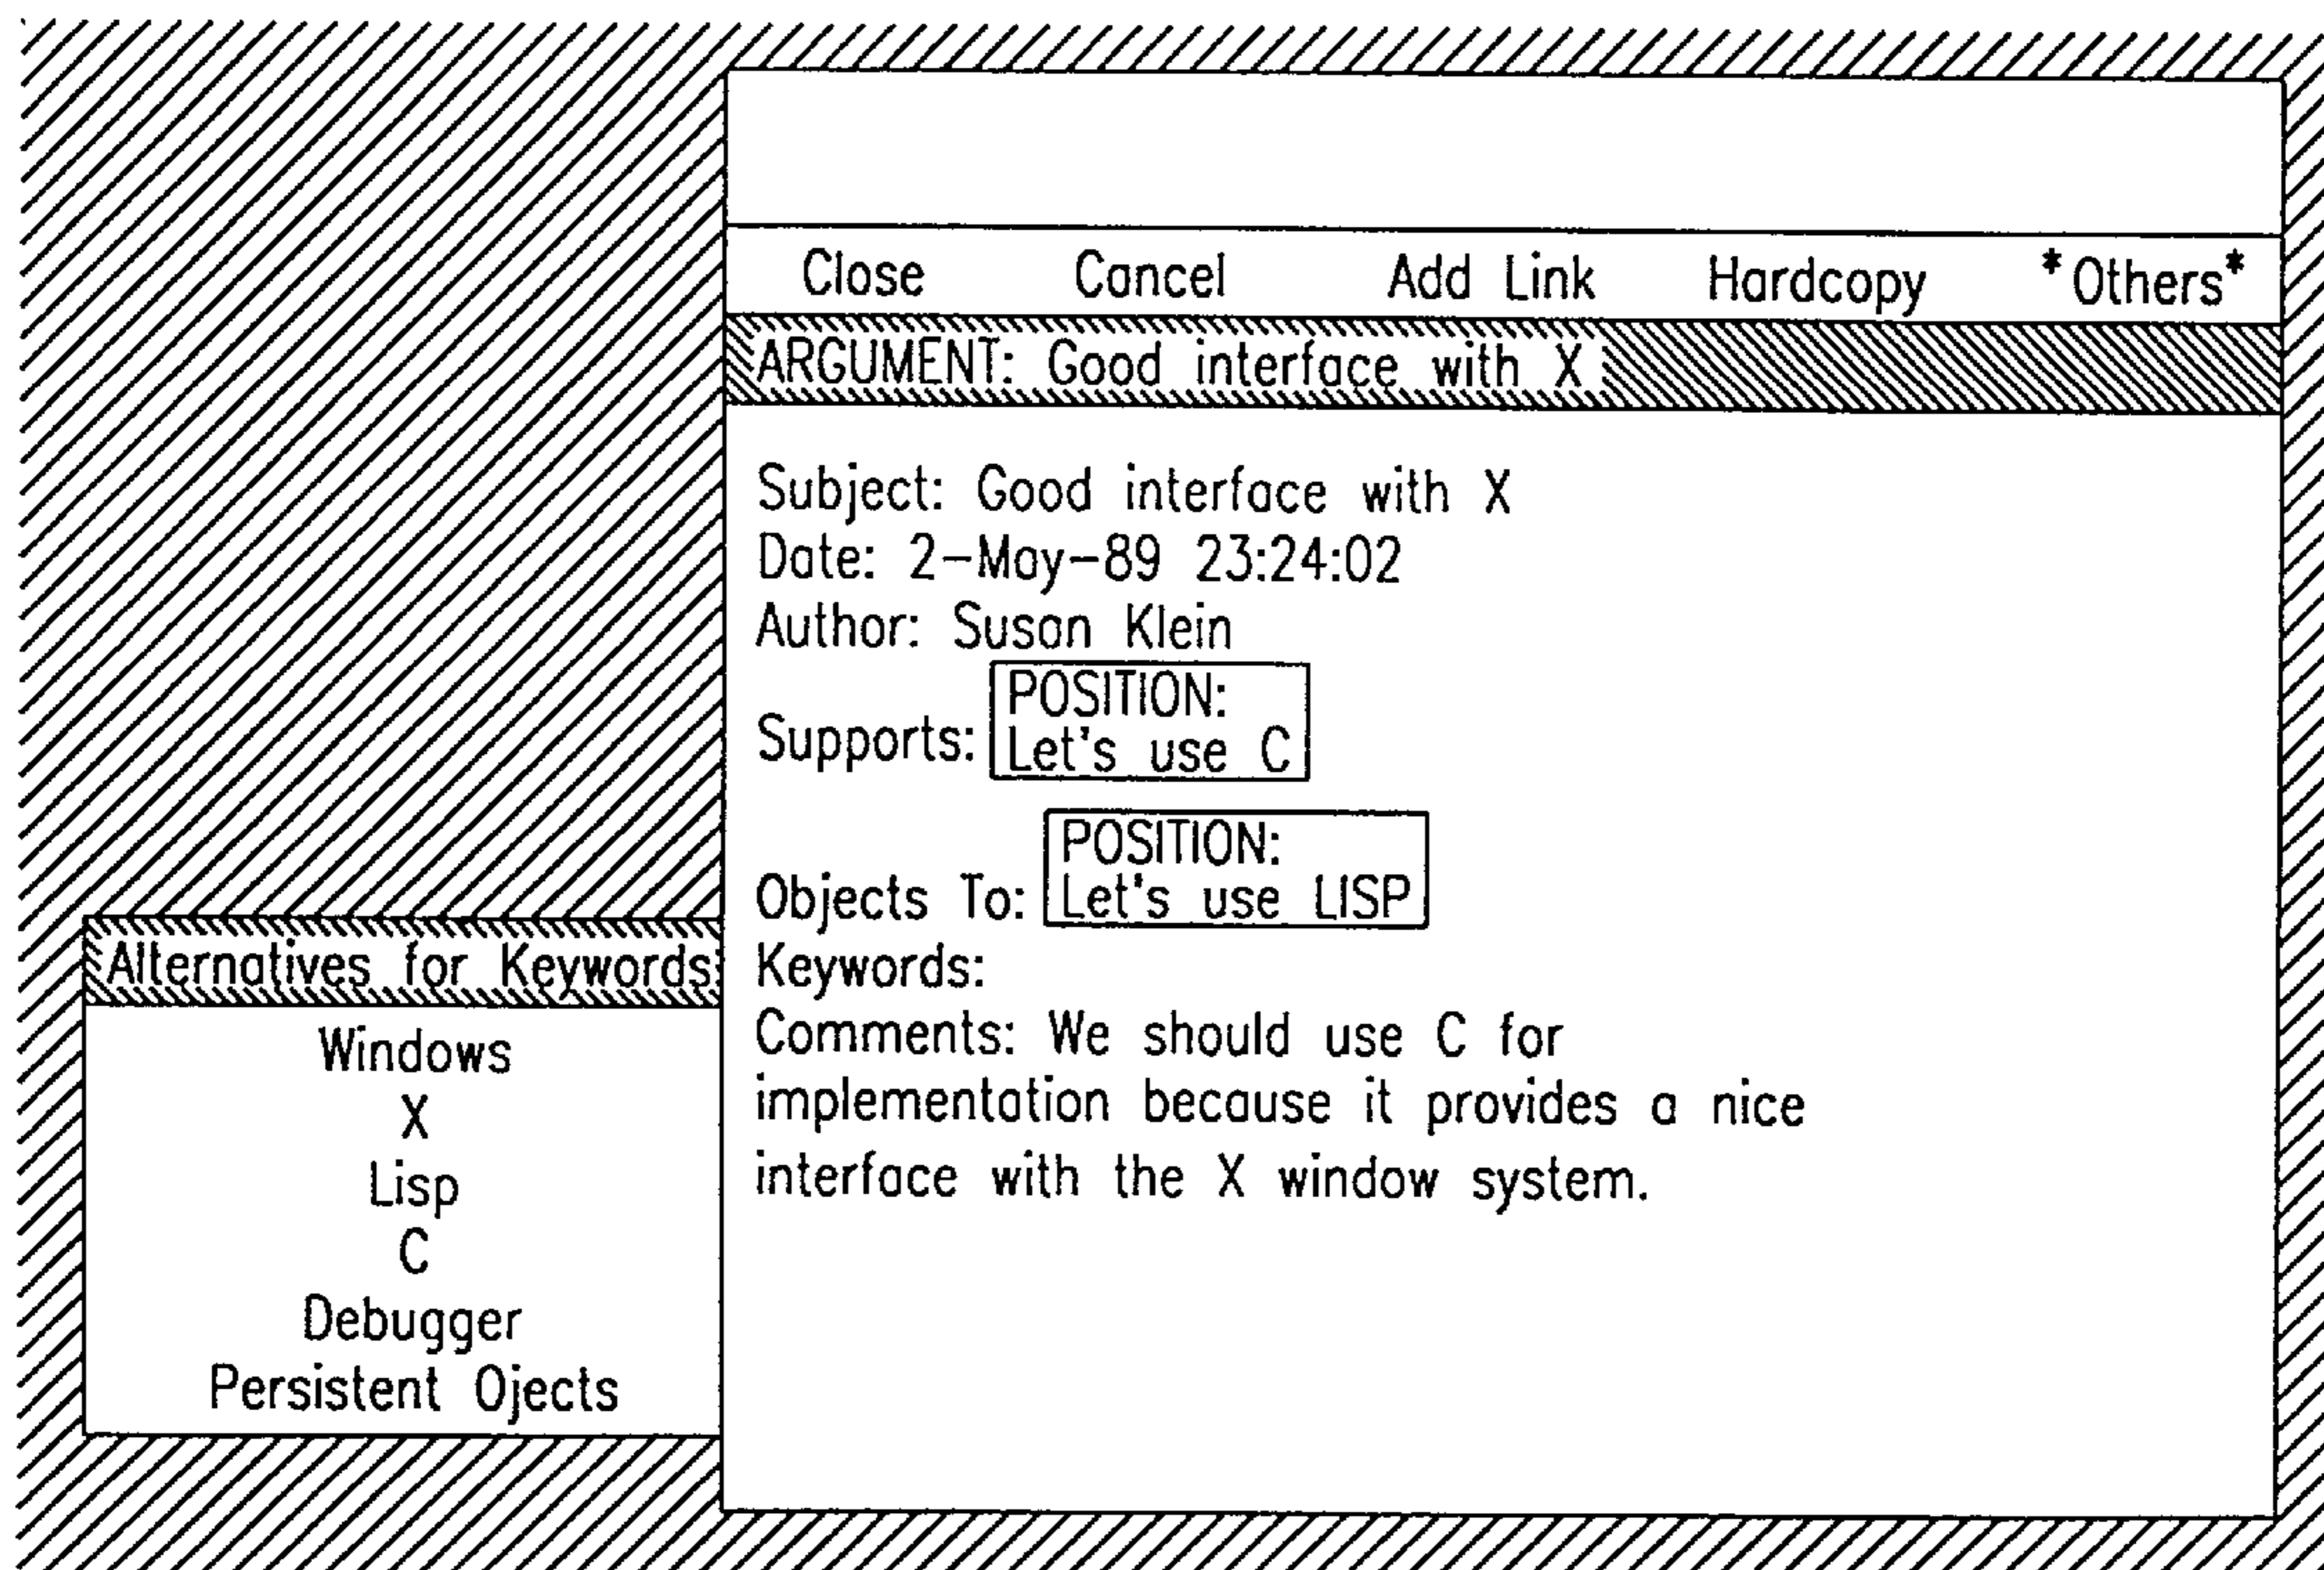 Close Cancel Add Link Hardcopy *Others*
ARGUMENT: Good interface with X
Subject: Good interface with X
Date: 2-May-89 23:24:02
Author: Susan Klein
POSITION:
Supports: Let's use C
POSITION:
Objects To: Let's use LISP
Keywords:
Comments: We should use C for
implementation because it provides a nice
interface with the X window system.
Alternatives for Keywords
Windows
X
Lisp
C
Debugger
Persistent Ojects